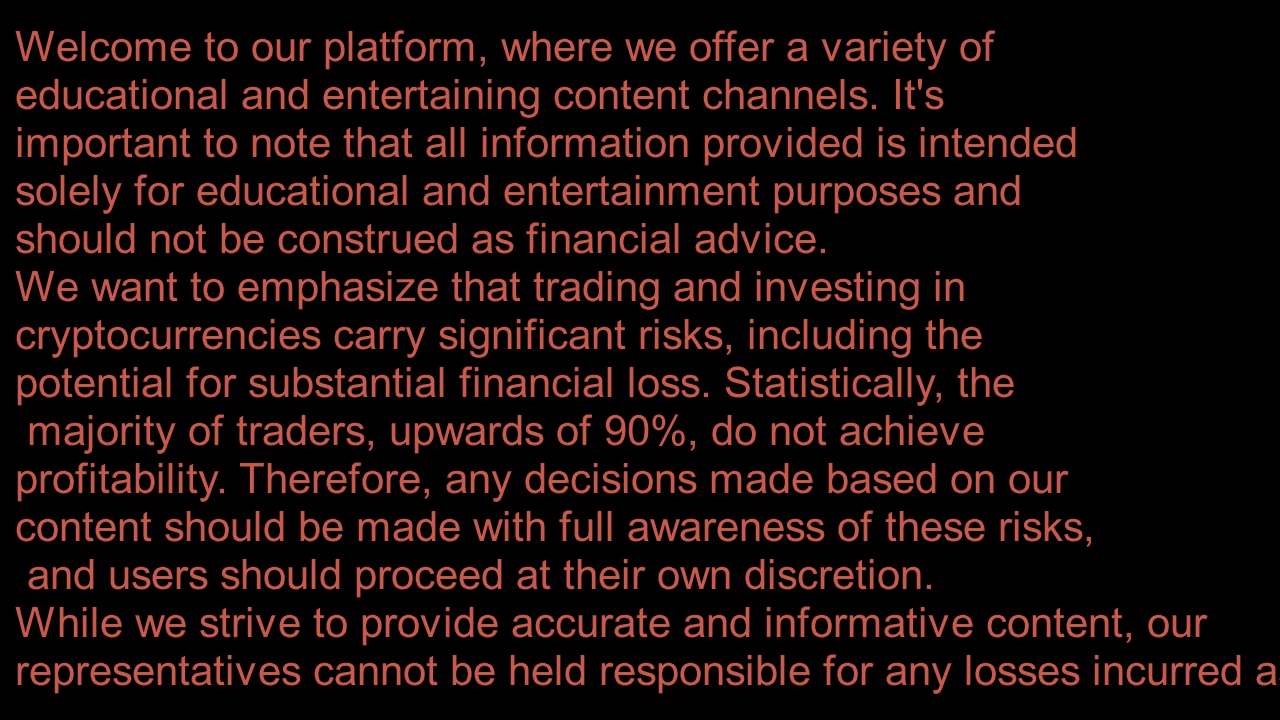 Welcome to our platform, where we offer a variety of
educational and entertaining content channels. It's
important to note that all information provided is intended
solely for educational and entertainment purposes and
should not be construed as financial advice.
We want to emphasize that trading and investing in
cryptocurrencies carry significant risks, including the
potential for substantial financial loss. Statistically, the
majority of traders, upwards of 90%, do not achieve
profitability. Therefore, any decisions made based on our
content should be made with full awareness of these risks,
and users should proceed at their own discretion.
While we strive to provide accurate and informative content, our
representatives cannot be held responsible for any losses incurred